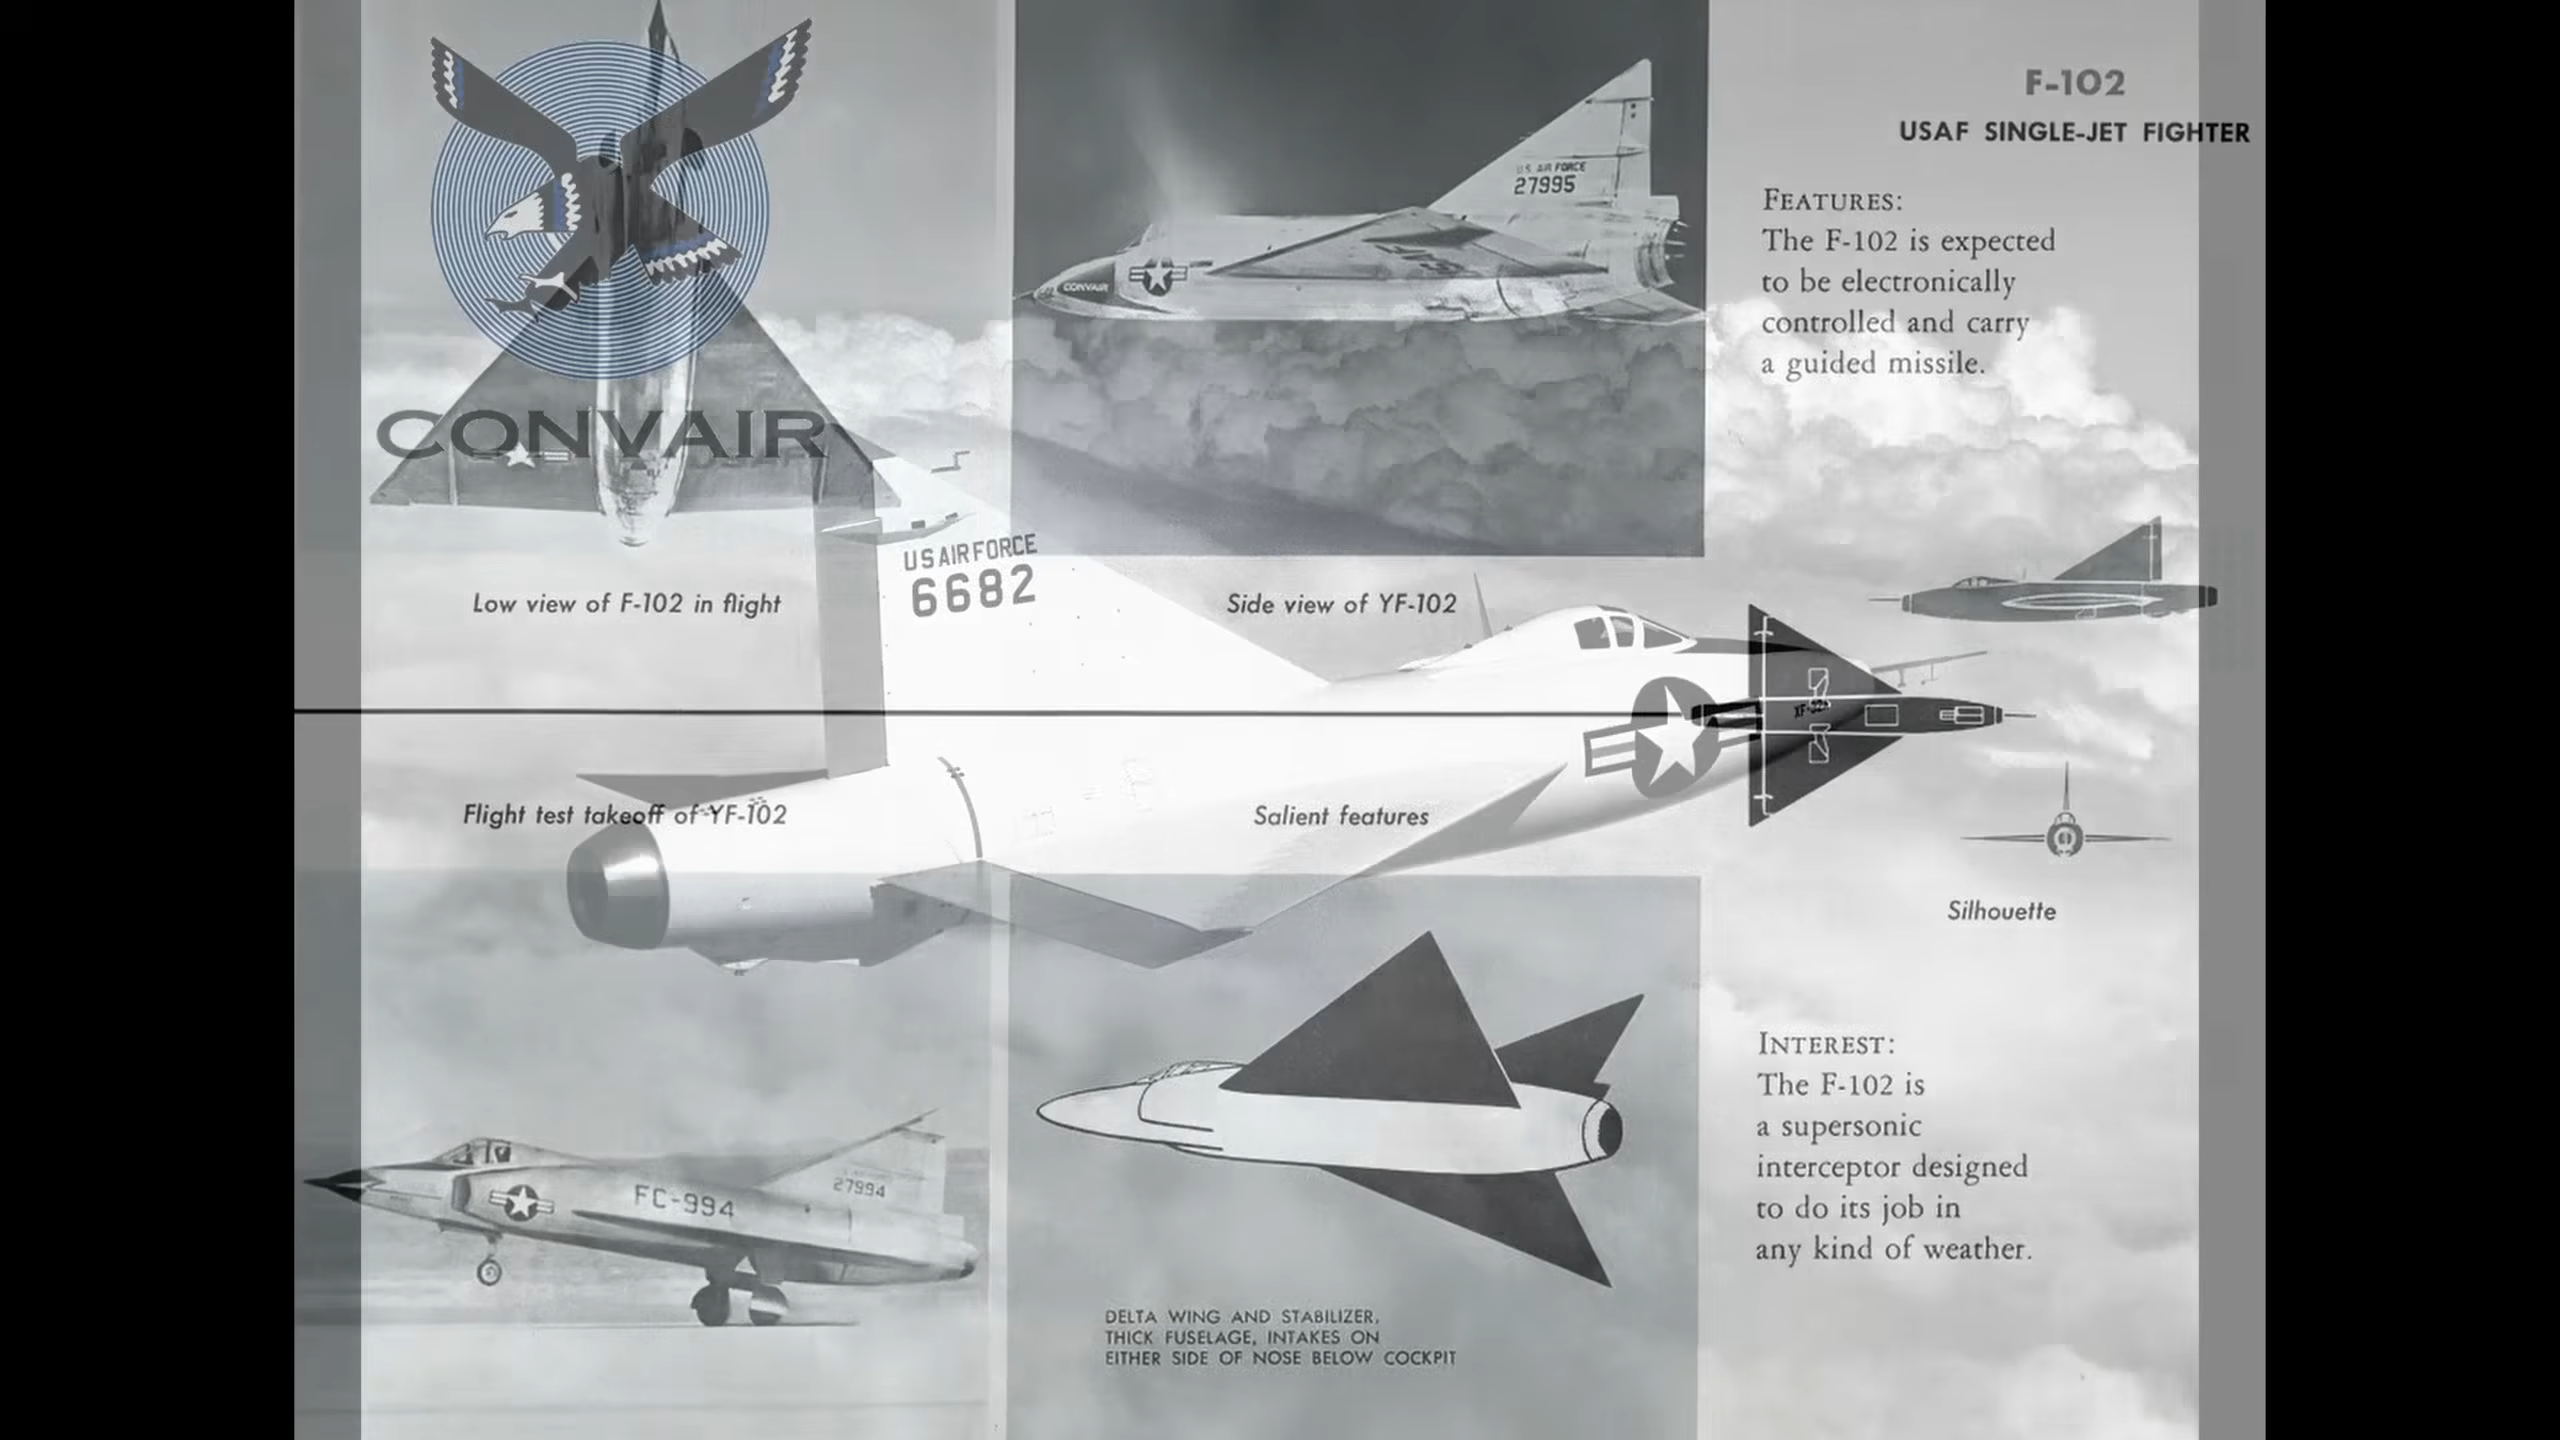 CONVAIR
F-102
USAF SINGLE-JET FIGHTER
U.S. AIR FORCE
27995
CONVAIR
FEATURES:
The F-102 is expected
to be electronically
controlled and carry
a guided missile.
US AIR FORCE
6682
Low view of F-102 in flight
Side view of YF-102
XF-92A
Flight test takeoff of YF-102
Salient features
Silhouette
INTEREST:
The F-102 is
a supersonic
interceptor designed
to do its job in
any kind of weather.
FC-994
27994
DELTA WING AND STABILIZER,
THICK FUSELAGE, INTAKES ON
EITHER SIDE OF NOSE BELOW COCKPIT